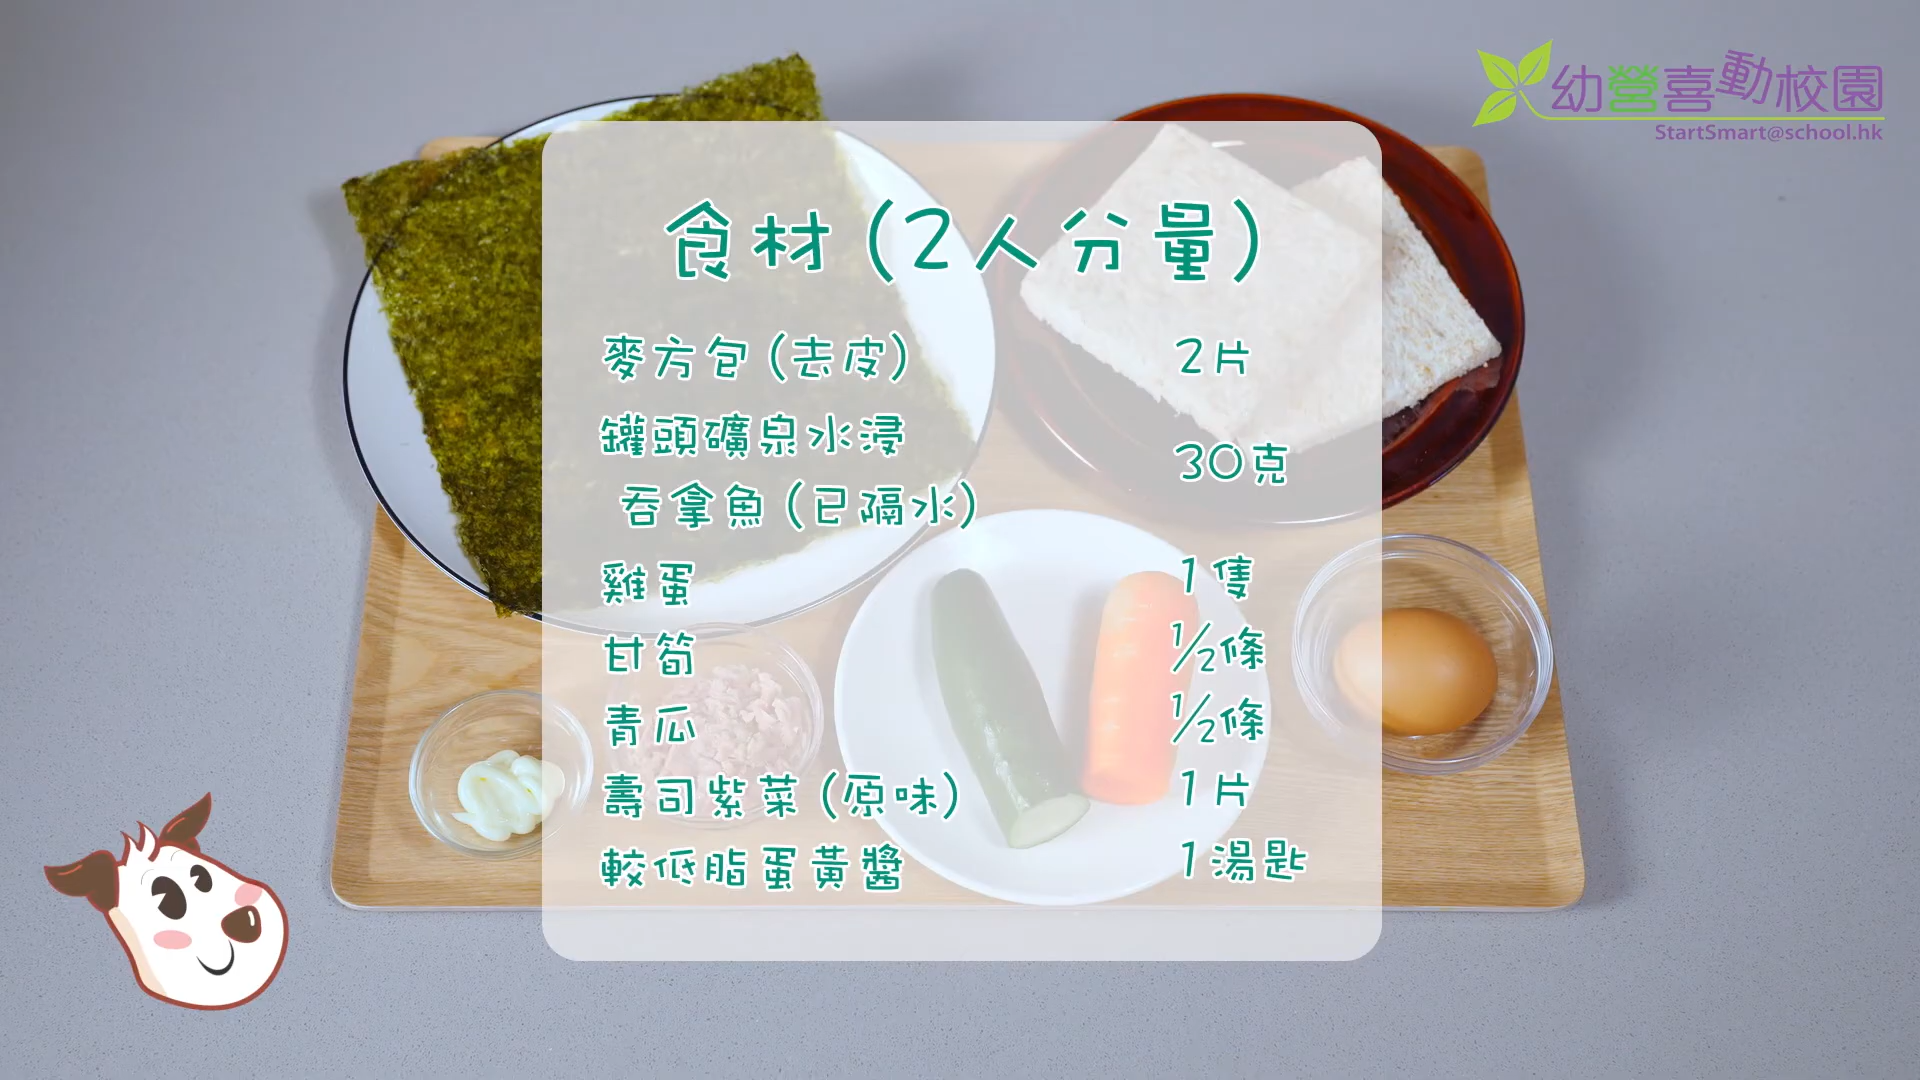 幼營喜動校園
StartSmart@school.hk
食材(2人分量)
麥方包(去皮) 2片
罐頭礦泉水浸
吞拿魚(已隔水) 30克
雞蛋 1隻
甘筍 ½條
青瓜 ½條
壽司紫菜(原味) 1片
較低脂蛋黃醬 1湯匙